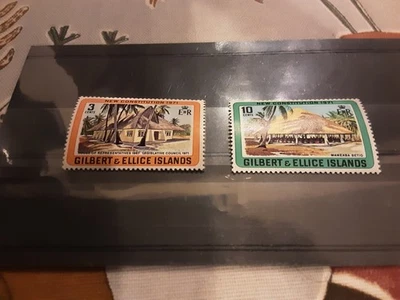 NEW CONSTITUTION 1971
3
E R
GILBERT & ELLICE ISLANDS
OF REPRESENTATIVES 1967 LEGISLATIVE COUNCIL 1971
NEW CONSTITUTION 1971
10
CENTS
GILBERT & ELLICE ISLANDS
MANEABA BETIO